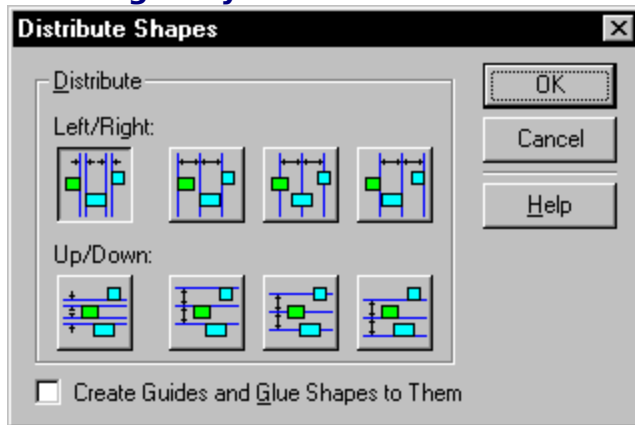 Distribute Shapes
Distribute
OK
Left/Right:
Cancel
Help
Up/Down:
Create Guides and Glue Shapes to Them